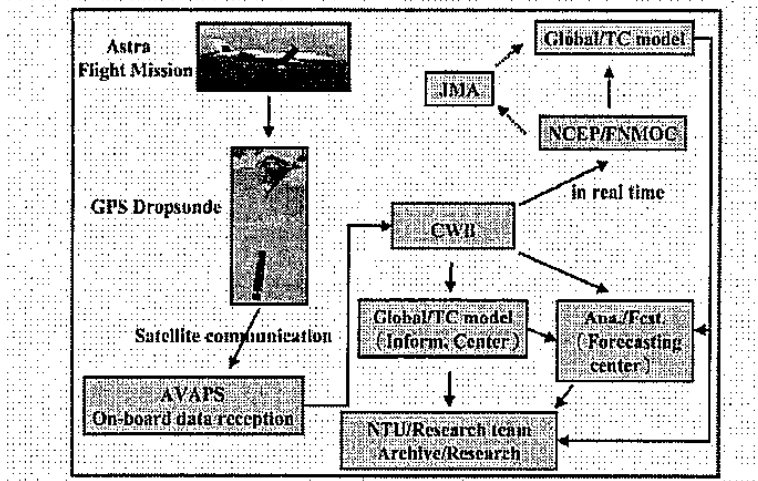 Astra
Flight Mission
Global/TC model
JMA
NCEP/FNMOC
GPS Dropsonde
in real time
CWB
Satellite communication
Global/TC model
( Inform. Center )
Ana./Fcst.
( Forecasting
center )
AVAPS
On-board data reception
NTU/Research team
Archive/Research